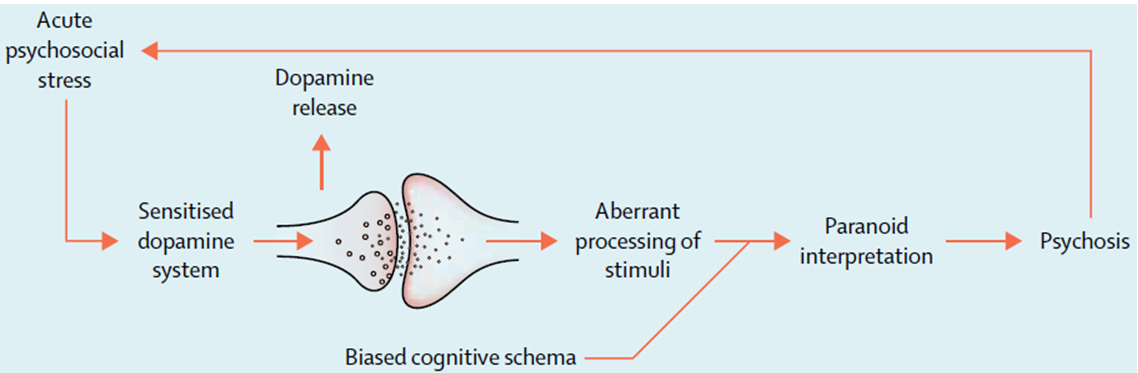 Acute
psychosocial
stress
Dopamine
release
Sensitised
dopamine
system
Aberrant
processing of
stimuli
Paranoid
interpretation
Psychosis
Biased cognitive schema